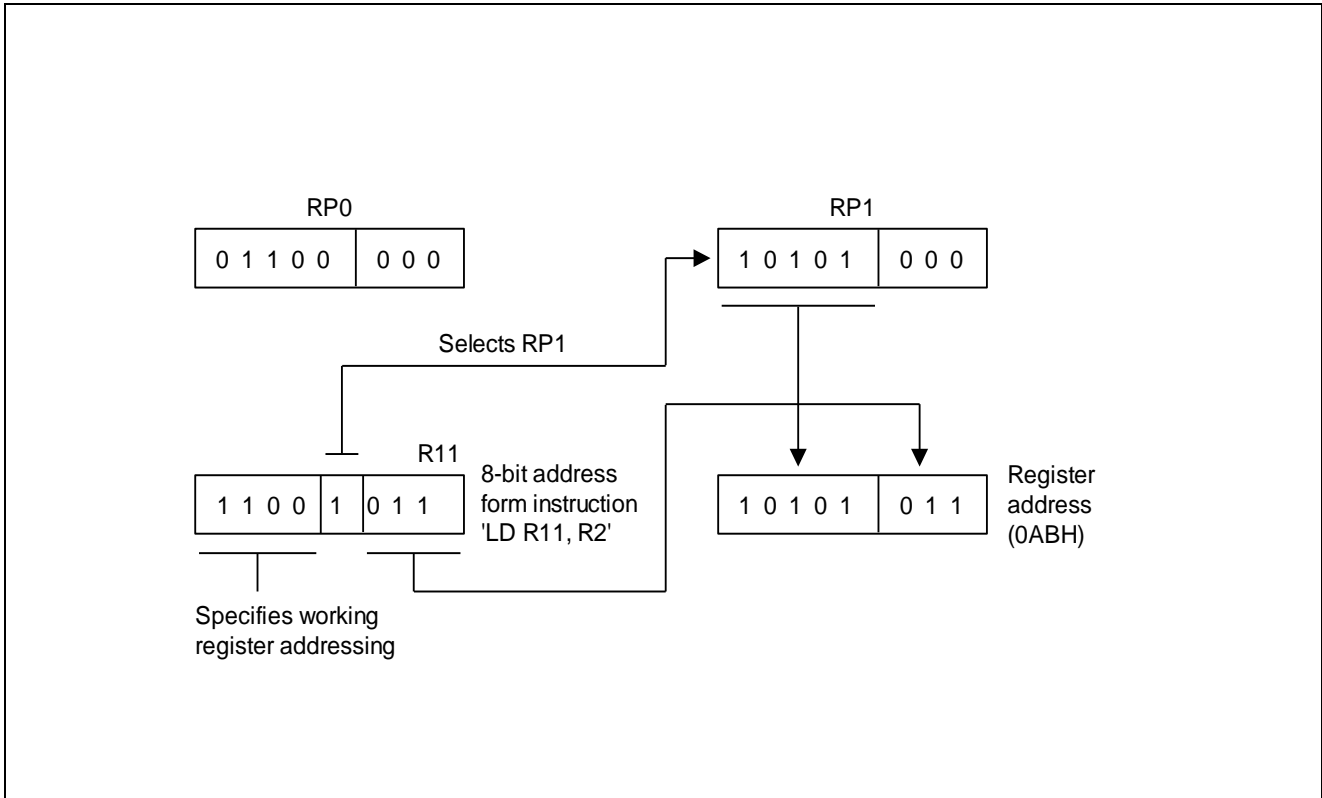 RP0
RP1
0 1 1 0 0 0 0 0
1 0 1 0 1 0 0 0
Selects RP1
R11
1 1 0 0 1 0 1 1
8-bit address
form instruction
'LD R11, R2'
1 0 1 0 1 0 1 1
Register
address
(0ABH)
Specifies working
register addressing